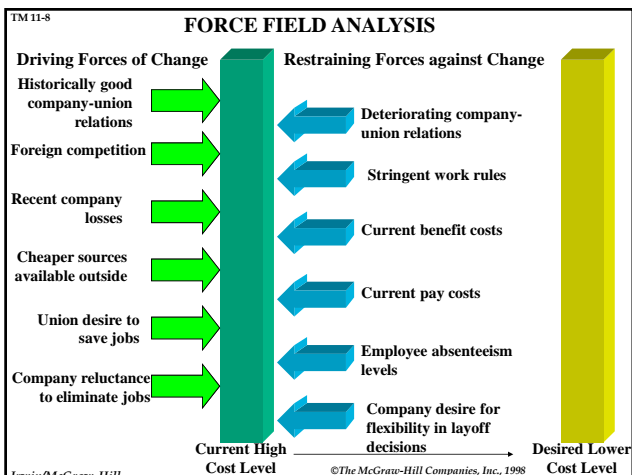 TM 11-8
FORCE FIELD ANALYSIS
Driving Forces of Change
Restraining Forces against Change
Historically good
company-union
relations
Deteriorating company-
union relations
Foreign competition
Stringent work rules
Recent company
losses
Current benefit costs
Cheaper sources
available outside
Current pay costs
Union desire to
save jobs
Employee absenteeism
levels
Company reluctance
to eliminate jobs
Company desire for
flexibility in layoff
decisions
Current High
Cost Level
Desired Lower
Cost Level
Irwin/McGraw-Hill
©The McGraw-Hill Companies, Inc., 1998